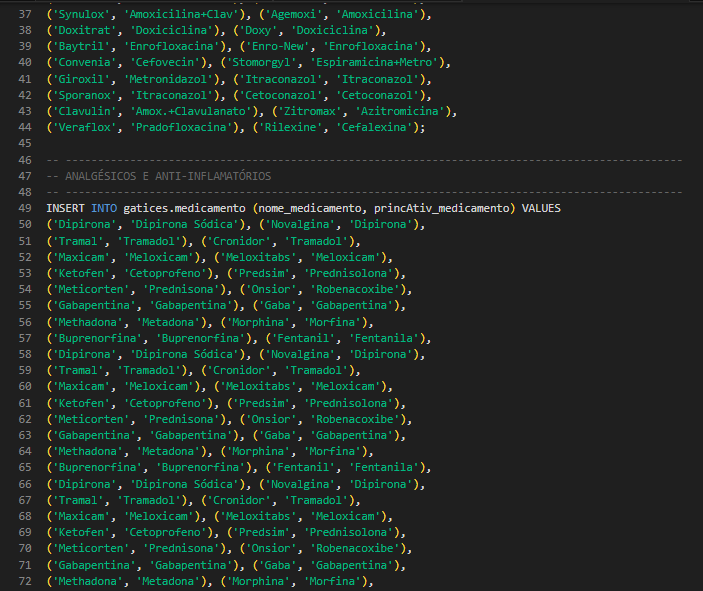 37 ('Synulox', 'Amoxicilina+Clav'), ('Agemoxi', 'Amoxicilina'),
38 ('Doxitrat', 'Doxiciclina'), ('Doxy', 'Doxiciclina'),
39 ('Baytril', 'Enrofloxacina'), ('Enro-New', 'Enrofloxacina'),
40 ('Convenia', 'Cefovecin'), ('Stomorgyl', 'Espiramicina+Metro'),
41 ('Giroxil', 'Metronidazol'), ('Itraconazol', 'Itraconazol'),
42 ('Sporanox', 'Itraconazol'), ('Cetoconazol', 'Cetoconazol'),
43 ('Clavulin', 'Amox.+Clavulanato'), ('Zitromax', 'Azitromicina'),
44 ('Veraflox', 'Pradofloxacina'), ('Rilexine', 'Cefalexina');
45
46 -- -----------------------------------------------------------------------------------------------
47 -- ANALGÉSICOS E ANTI-INFLAMATÓRIOS
48 -- -----------------------------------------------------------------------------------------------
49 INSERT INTO gatices.medicamento (nome_medicamento, princAtiv_medicamento) VALUES
50 ('Dipirona', 'Dipirona Sódica'), ('Novalgina', 'Dipirona'),
51 ('Tramal', 'Tramadol'), ('Cronidor', 'Tramadol'),
52 ('Maxicam', 'Meloxicam'), ('Meloxitabs', 'Meloxicam'),
53 ('Ketofen', 'Cetoprofeno'), ('Predsim', 'Prednisolona'),
54 ('Meticorten', 'Prednisona'), ('Onsior', 'Robenacoxibe'),
55 ('Gabapentina', 'Gabapentina'), ('Gaba', 'Gabapentina'),
56 ('Methadona', 'Metadona'), ('Morphina', 'Morfina'),
57 ('Buprenorfina', 'Buprenorfina'), ('Fentanil', 'Fentanila'),
58 ('Dipirona', 'Dipirona Sódica'), ('Novalgina', 'Dipirona'),
59 ('Tramal', 'Tramadol'), ('Cronidor', 'Tramadol'),
60 ('Maxicam', 'Meloxicam'), ('Meloxitabs', 'Meloxicam'),
61 ('Ketofen', 'Cetoprofeno'), ('Predsim', 'Prednisolona'),
62 ('Meticorten', 'Prednisona'), ('Onsior', 'Robenacoxibe'),
63 ('Gabapentina', 'Gabapentina'), ('Gaba', 'Gabapentina'),
64 ('Methadona', 'Metadona'), ('Morphina', 'Morfina'),
65 ('Buprenorfina', 'Buprenorfina'), ('Fentanil', 'Fentanila'),
66 ('Dipirona', 'Dipirona Sódica'), ('Novalgina', 'Dipirona'),
67 ('Tramal', 'Tramadol'), ('Cronidor', 'Tramadol'),
68 ('Maxicam', 'Meloxicam'), ('Meloxitabs', 'Meloxicam'),
69 ('Ketofen', 'Cetoprofeno'), ('Predsim', 'Prednisolona'),
70 ('Meticorten', 'Prednisona'), ('Onsior', 'Robenacoxibe'),
71 ('Gabapentina', 'Gabapentina'), ('Gaba', 'Gabapentina'),
72 ('Methadona', 'Metadona'), ('Morphina', 'Morfina'),